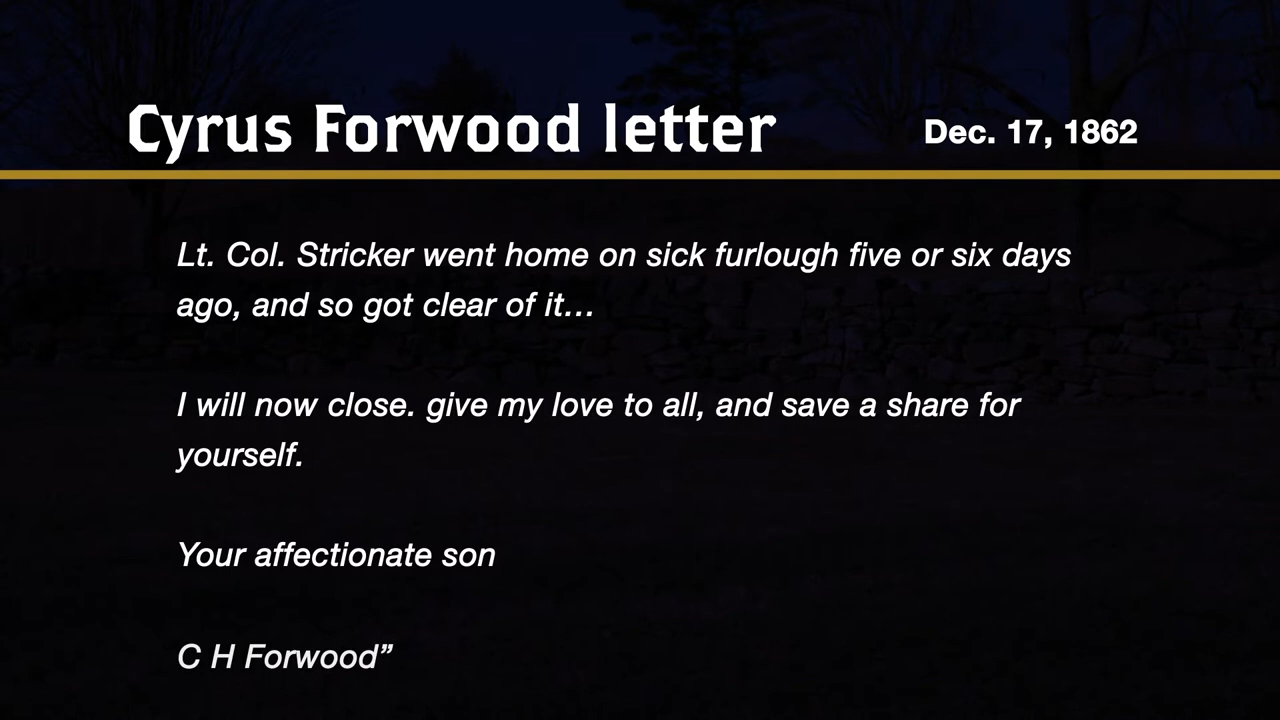 Cyrus Forwood letter
Dec. 17, 1862
Lt. Col. Stricker went home on sick furlough five or six days
ago, and so got clear of it...
I will now close. give my love to all, and save a share for
yourself.
Your affectionate son
C H Forwood”